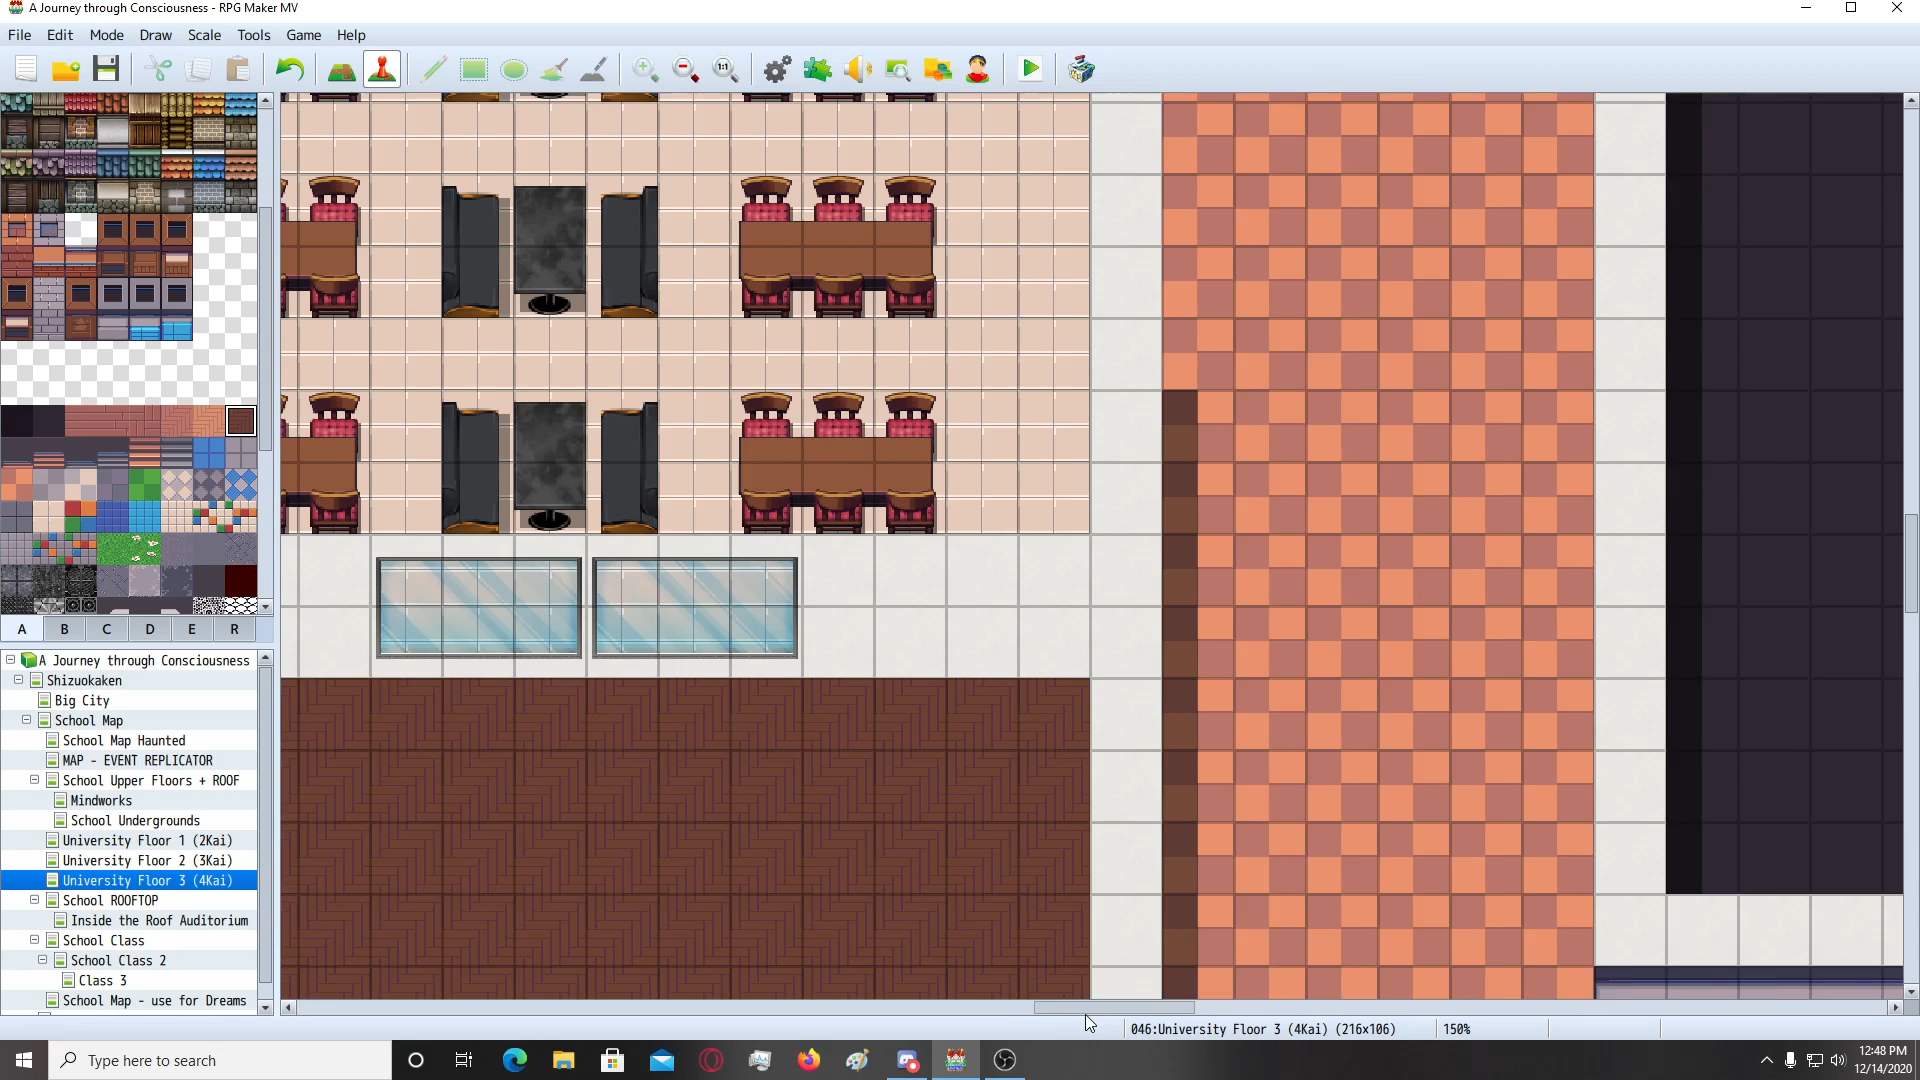 A Journey through Consciousness - RPG Maker MV
File Edit Mode Draw Scale Tools Game Help
1:1
A B C D E R
A Journey through Consciousness
Shizuokaken
Big City
School Map
School Map Haunted
MAP - EVENT REPLICATOR
School Upper Floors + ROOF
Mindworks
School Undergrounds
University Floor 1 (2Kai)
University Floor 2 (3Kai)
University Floor 3 (4Kai)
School ROOFTOP
Inside the Roof Auditorium
School Class
School Class 2
Class 3
School Map - use for Dreams
046:University Floor 3 (4Kai) (216x106) 150%
Type here to search
12:48 PM
12/14/2020